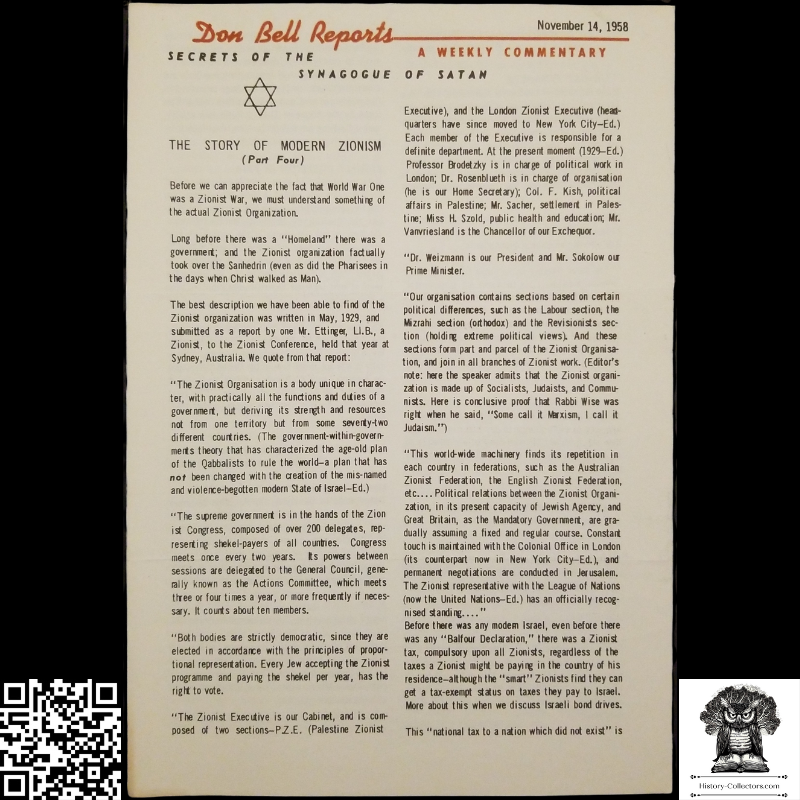 Don Bell Reports
November 14, 1958
A WEEKLY COMMENTARY
SECRETS OF THE
SYNAGOGUE OF SATAN
THE STORY OF MODERN ZIONISM
(Part Four)
Before we can appreciate the fact that World War One
was a Zionist War, we must understand something of
the actual Zionist Organization.
Long before there was a "Homeland" there was a
government; and the Zionist organization factually
took over the Sanhedrin (even as did the Pharisees in
the days when Christ walked as Man).
The best description we have been able to find of the
Zionist organization was written in May, 1929, and
submitted as a report by one Mr. Ettinger, Ll.B., a
Zionist, to the Zionist Conference, held that year at
Sydney, Australia. We quote from that report:
"The Zionist Organisation is a body unique in charac-
ter, with practically all the functions and duties of a
government, but deriving its strength and resources
not from one territory but from some seventy-two
different countries. (The government-within-govern-
ments theory that has characterized the age-old plan
of the Qabbalists to rule the world—a plan that has
not been changed with the creation of the mis-named
and violence-begotten modern State of Israel—Ed.)
"The supreme government is in the hands of the Zion
ist Congress, composed of over 200 delegates, rep-
resenting shekel-payers of all countries. Congress
meets once every two years. Its powers between
sessions are delegated to the General Council, gene-
rally known as the Actions Committee, which meets
three or four times a year, or more frequently if neces-
sary. It counts about ten members.
"Both bodies are strictly democratic, since they are
elected in accordance with the principles of propor-
tional representation. Every Jew accepting the Zionist
programme and paying the shekel per year, has the
right to vote.
"The Zionist Executive is our Cabinet, and is com-
posed of two sections—P.Z.E. (Palestine Zionist
Executive), and the London Zionist Executive (head-
quarters have since moved to New York City—Ed.)
Each member of the Executive is responsible for a
definite department. At the present moment (1929—Ed.)
Professor Brodetzky is in charge of political work in
London; Dr. Rosenblueth is in charge of organisation
(he is our Home Secretary); Col. F. Kish, political
affairs in Palestine; Mr. Sacher, settlement in Pales-
tine; Miss H. Szold, public health and education; Mr.
Vanvriesland is the Chancellor of our Exchequor.
"Dr. Weizmann is our President and Mr. Sokolow our
Prime Minister.
"Our organisation contains sections based on certain
political differences, such as the Labour section, the
Mizrahi section (orthodox) and the Revisionists sec-
tion (holding extreme political views). And these
sections form part and parcel of the Zionist Organisa-
tion, and join in all branches of Zionist work. (Editor's
note: here the speaker admits that the Zionist organi-
zation is made up of Socialists, Judaists, and Commu-
nists. Here is conclusive proof that Rabbi Wise was
right when he said, "Some call it Marxism, I call it
Judaism.")
"This world-wide machinery finds its repetition in
each country in federations, such as the Australian
Zionist Federation, the English Zionist Federation,
etc.... Political relations between the Zionist Organi-
zation, in its present capacity of Jewish Agency, and
Great Britain, as the Mandatory Government, are gra-
dually assuming a fixed and regular course. Constant
touch is maintained with the Colonial Office in London
(its counterpart now in New York City—Ed.), and
permanent negotiations are conducted in Jerusalem.
The Zionist representative with the League of Nations
(now the United Nations—Ed.) has an officially recog-
nised standing...."
Before there was any modern Israel, even before there
was any "Balfour Declaration," there was a Zionist
tax, compulsory upon all Zionists, regardless of the
taxes a Zionist might be paying in the country of his
residence—although the "smart" Zionists find they can
get a tax-exempt status on taxes they pay to Israel.
More about this when we discuss Israeli bond drives.
This "national tax to a nation which did not exist" is
History-Collectors.com